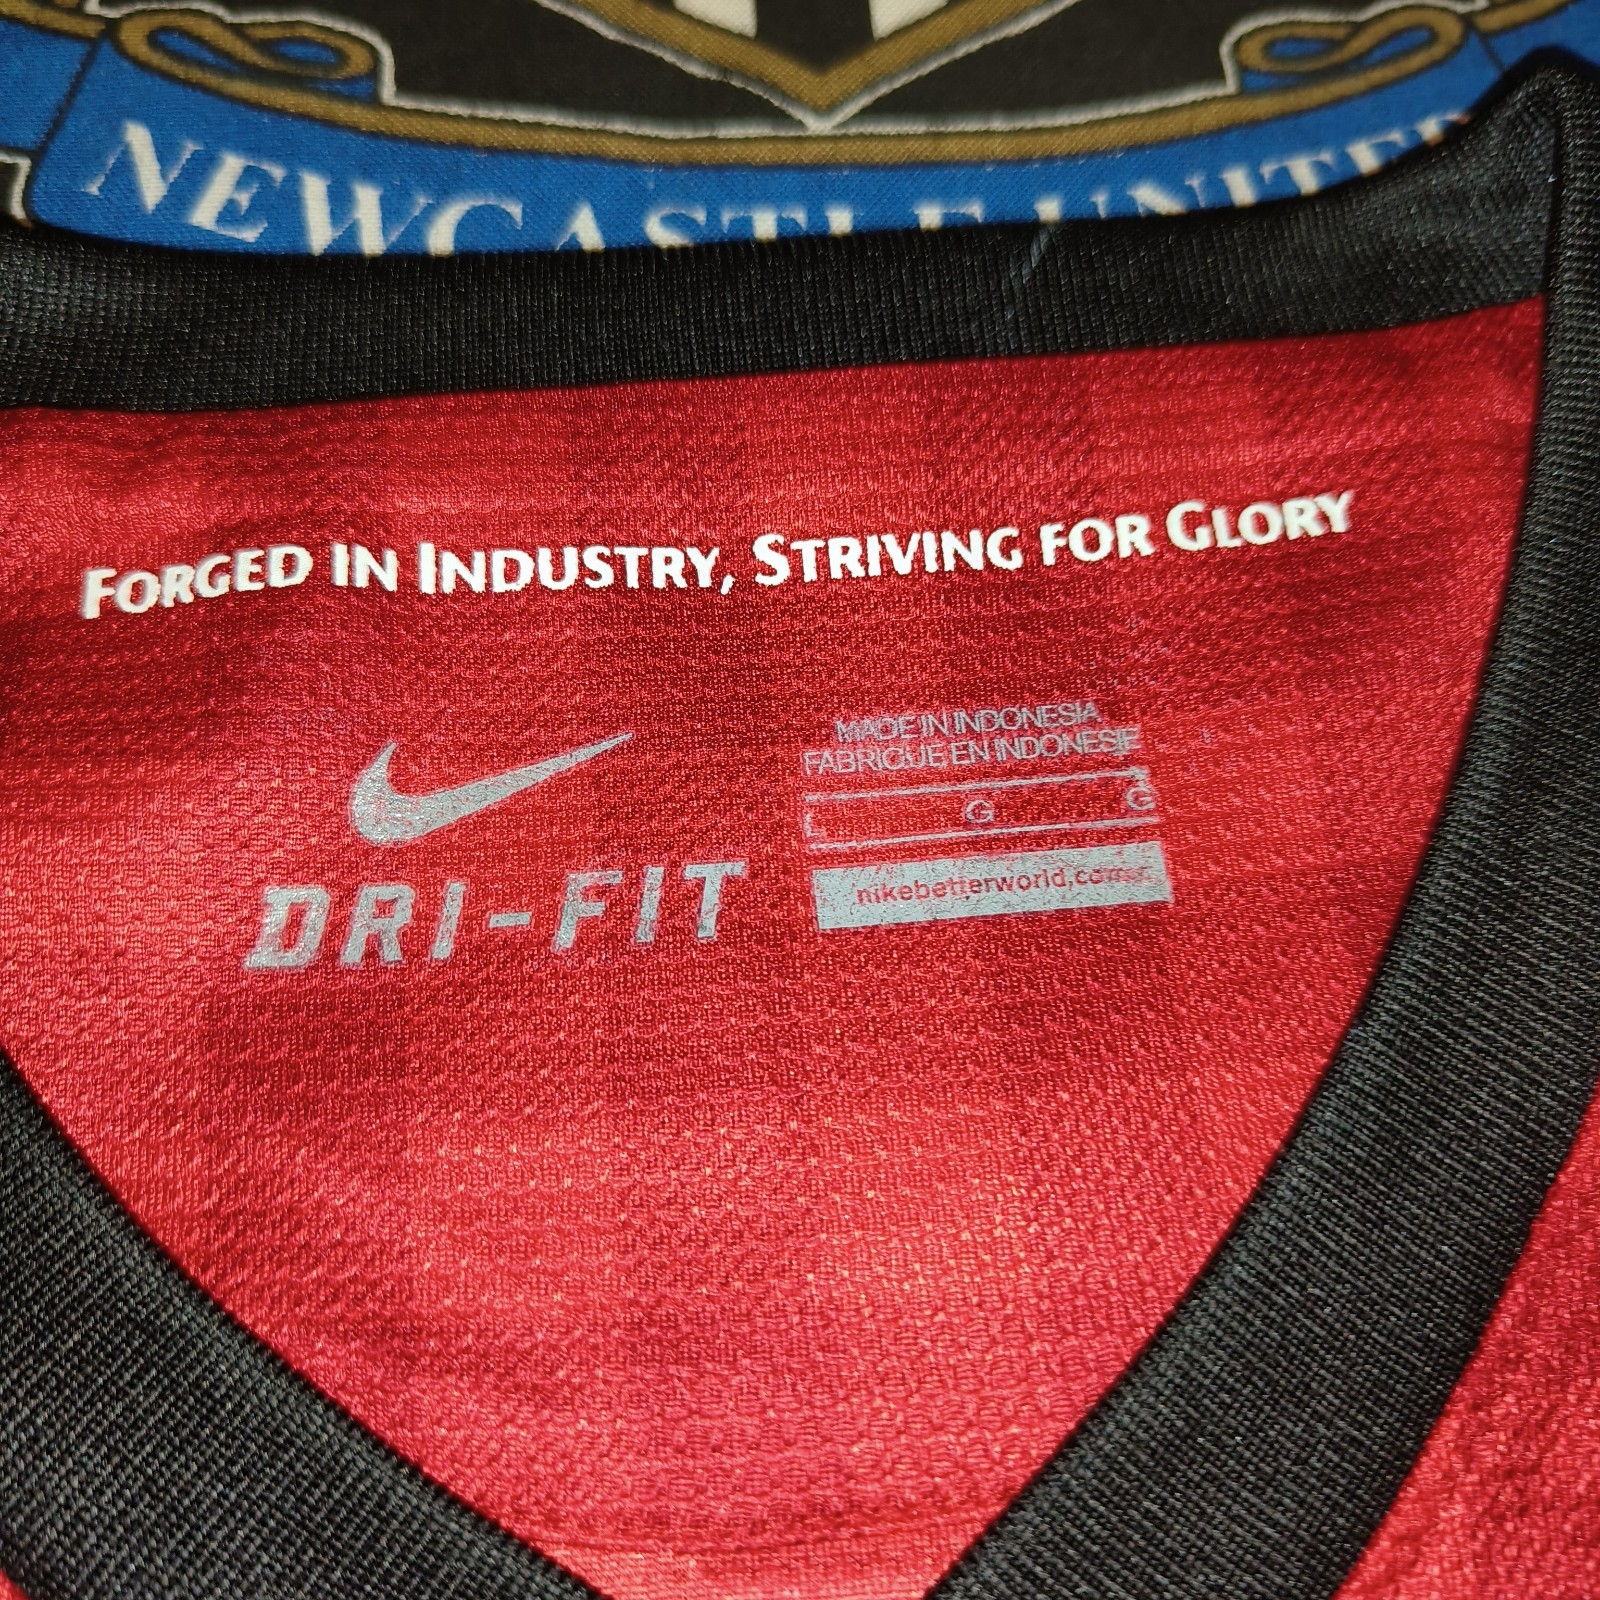 NEWCASTLE UNITED
FORGED IN INDUSTRY, STRIVING FOR GLORY
DRI-FIT
MADE IN INDONESIA
FABRIQUE EN INDONESIE
L G G
nikebetterworld.com